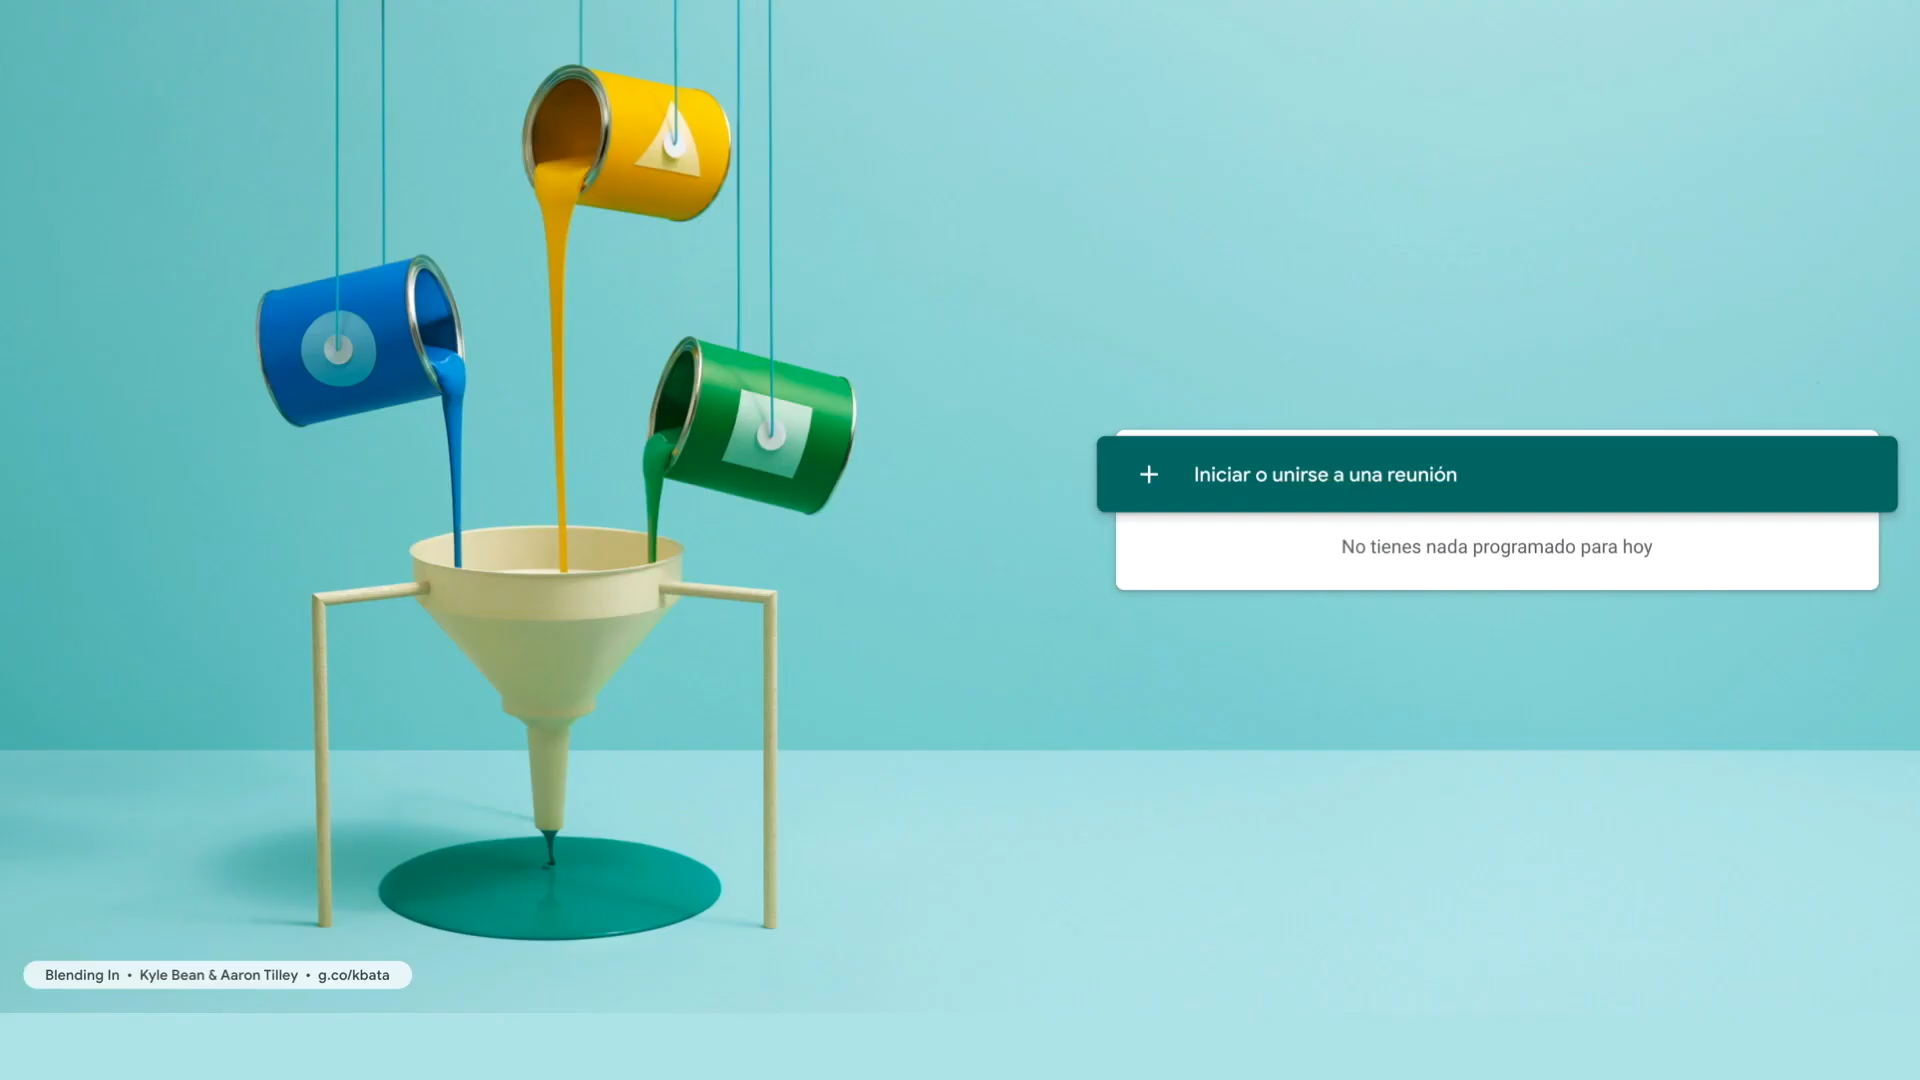 Iniciar o unirse a una reunión
No tienes nada programado para hoy
Blending In • Kyle Bean & Aaron Tilley • g.co/kbata